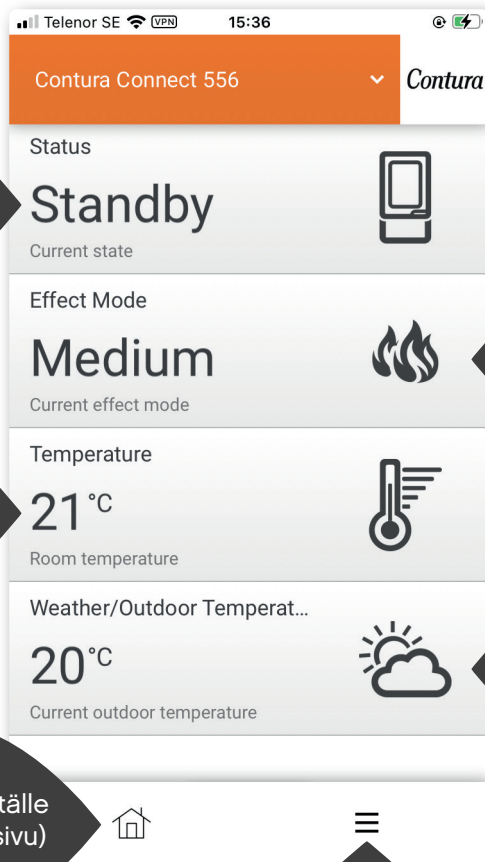 Telenor SE VPN 15:36
Contura Connect 556
Contura
Status
Standby
Current state
Effect Mode
Medium
Current effect mode
Temperature
21°C
Room temperature
Weather/Outdoor Temperat...
20°C
Current outdoor temperature
tälle
sivu)